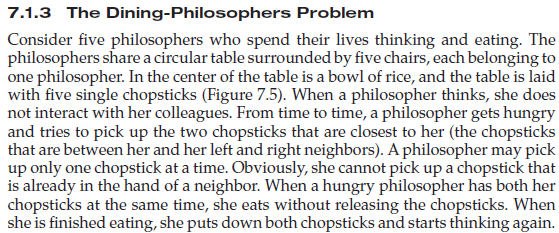 7.1.3 The Dining-Philosophers Problem
Consider five philosophers who spend their lives thinking and eating. The
philosophers share a circular table surrounded by five chairs, each belonging to
one philosopher. In the center of the table is a bowl of rice, and the table is laid
with five single chopsticks (Figure 7.5). When a philosopher thinks, she does
not interact with her colleagues. From time to time, a philosopher gets hungry
and tries to pick up the two chopsticks that are closest to her (the chopsticks
that are between her and her left and right neighbors). A philosopher may pick
up only one chopstick at a time. Obviously, she cannot pick up a chopstick that
is already in the hand of a neighbor. When a hungry philosopher has both her
chopsticks at the same time, she eats without releasing the chopsticks. When
she is finished eating, she puts down both chopsticks and starts thinking again.